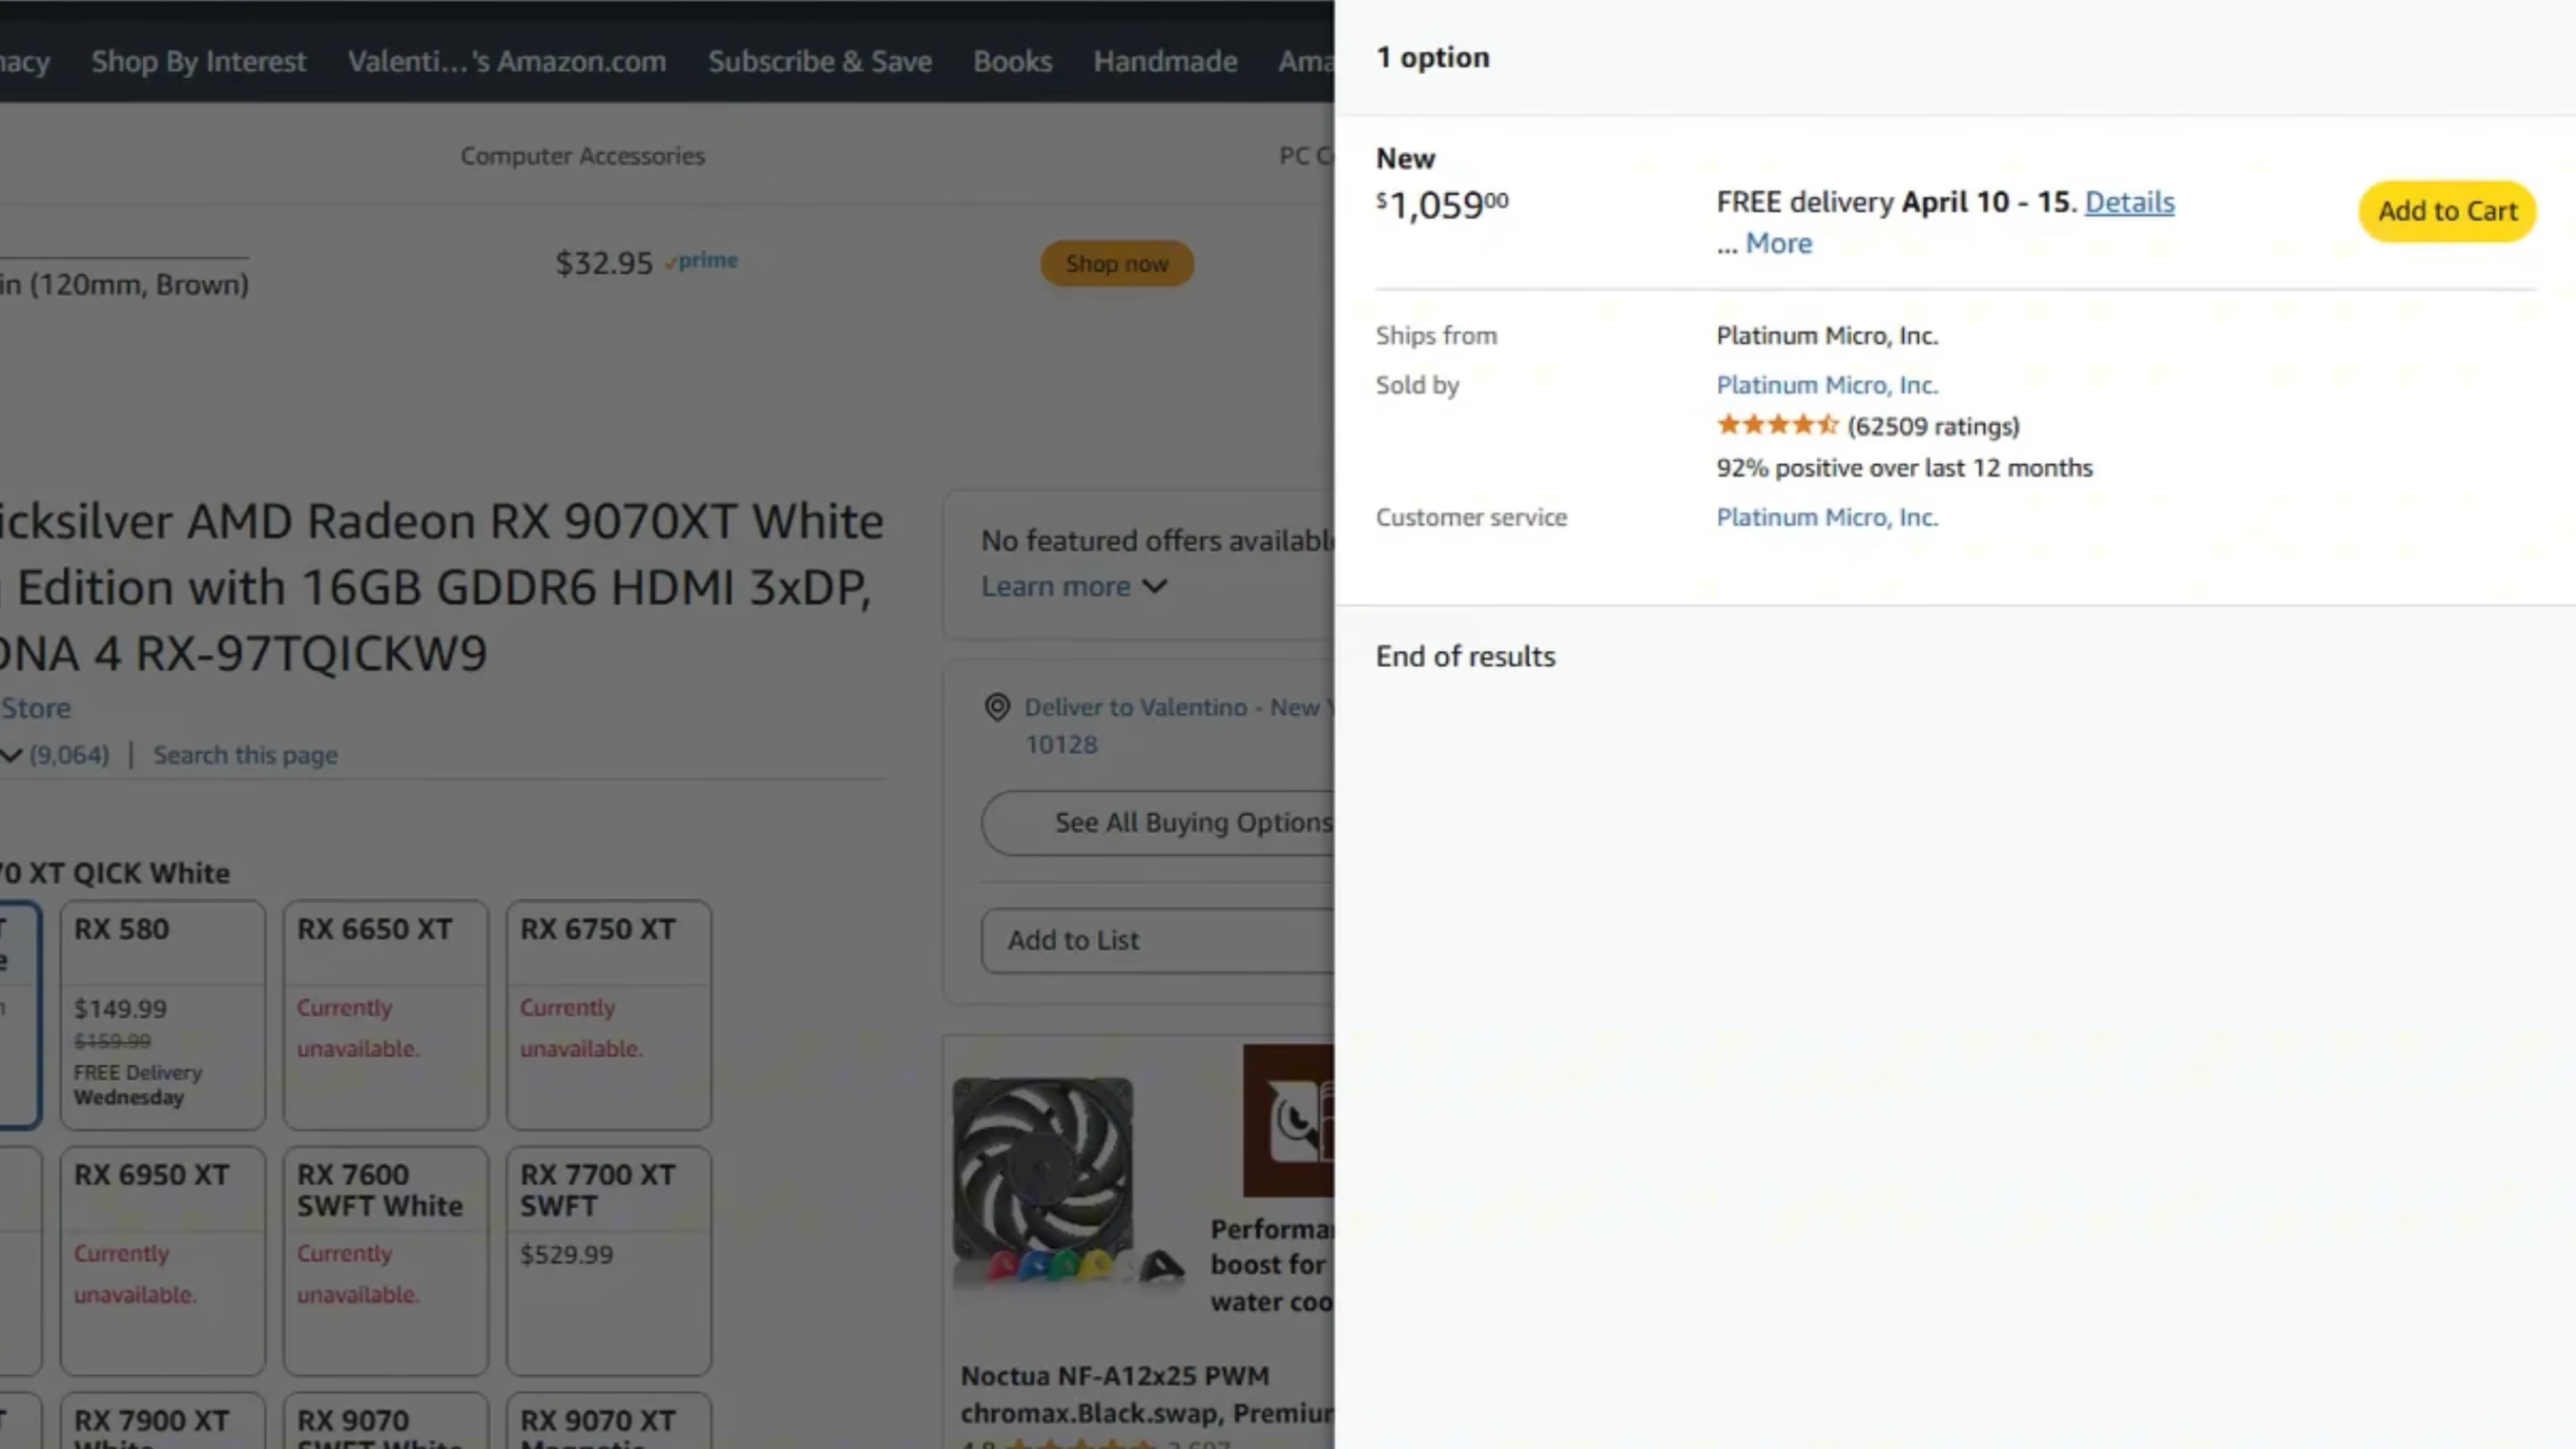 macy Shop By Interest Valenti...'s Amazon.com Subscribe & Save Books Handmade Ama
Computer Accessories PC C
in (120mm, Brown)
$32.95 prime
Shop now
icksilver AMD Radeon RX 9070XT White
Edition with 16GB GDDR6 HDMI 3xDP,
DNA 4 RX-97TQICKW9
Store
(9,064) | Search this page
70 XT QICK White
RX 580
$149.99
$159.99
FREE Delivery
Wednesday
RX 6650 XT
Currently
unavailable.
RX 6750 XT
Currently
unavailable.
RX 6950 XT
Currently
unavailable.
RX 7600
SWFT White
Currently
unavailable.
RX 7700 XT
SWFT
$529.99
RX 7900 XT
RX 9070
RX 9070 XT
No featured offers available
Learn more
Deliver to Valentino - New Y
10128
See All Buying Options
Add to List
Performa
boost for
water coo
Noctua NF-A12x25 PWM
chromax.Black.swap, Premium
1 option
New
$1,05900
FREE delivery April 10 - 15. Details
... More
Add to Cart
Ships from Platinum Micro, Inc.
Sold by Platinum Micro, Inc.
(62509 ratings)
92% positive over last 12 months
Customer service Platinum Micro, Inc.
End of results